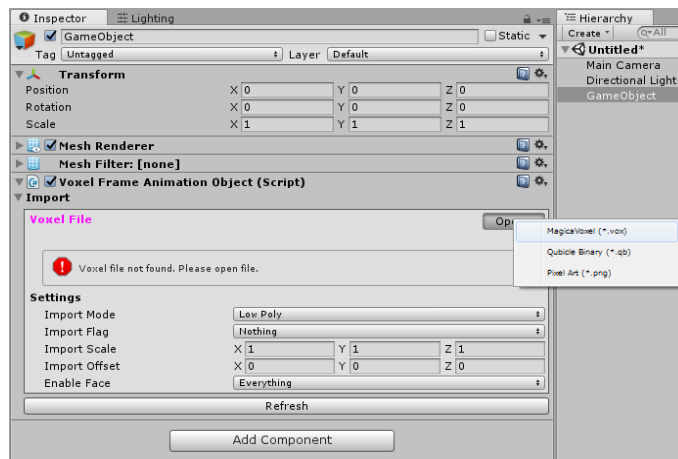 Inspector Lighting
GameObject Static
Tag Untagged Layer Default
Transform
Position X 0 Y 0 Z 0
Rotation X 0 Y 0 Z 0
Scale X 1 Y 1 Z 1
Mesh Renderer
Mesh Filter: [none]
Voxel Frame Animation Object (Script)
Import
Voxel File
Voxel file not found. Please open file.
Settings
Import Mode Low Poly
Import Flag Nothing
Import Scale X 1 Y 1 Z 1
Import Offset X 0 Y 0 Z 0
Enable Face Everything
Refresh
Add Component
MagicaVoxel (*.vox)
Qubicle Binary (*.qb)
Pixel Art (*.png)
Hierarchy
Create All
Untitled*
Main Camera
Directional Light
GameObject